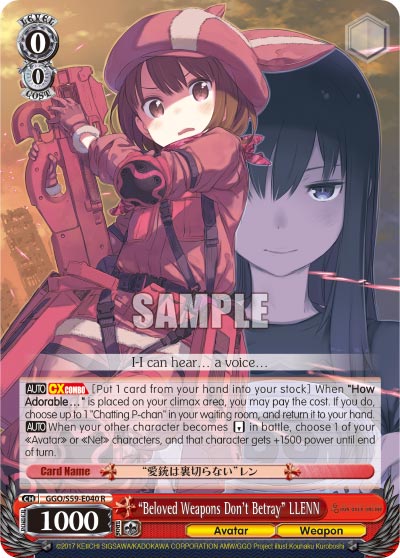 LEVEL
0
0
COST
SAMPLE
I-I can hear... a voice...
AUTO CX COMBO [Put 1 card from your hand into your stock] When "How
Adorable..." is placed on your climax area, you may pay the cost. If you do,
choose up to 1 "Chatting P-chan" in your waiting room, and return it to your hand.
AUTO When your other character becomes in battle, choose 1 of your
«Avatar» or «Net» characters, and that character gets +1500 power until end
of turn.
Card Name
"愛銃は裏切らない"レン
CH
GGO/S59-E040 R
POWER
1000
SOUL
"Beloved Weapons Don't Betray" LLENN
Avatar
Weapon
©2017 KEIICHI SIGSAWA/KADOKAWA CORPORATION AMW/GGO Project Illust./Kouhaku Kuroboshi